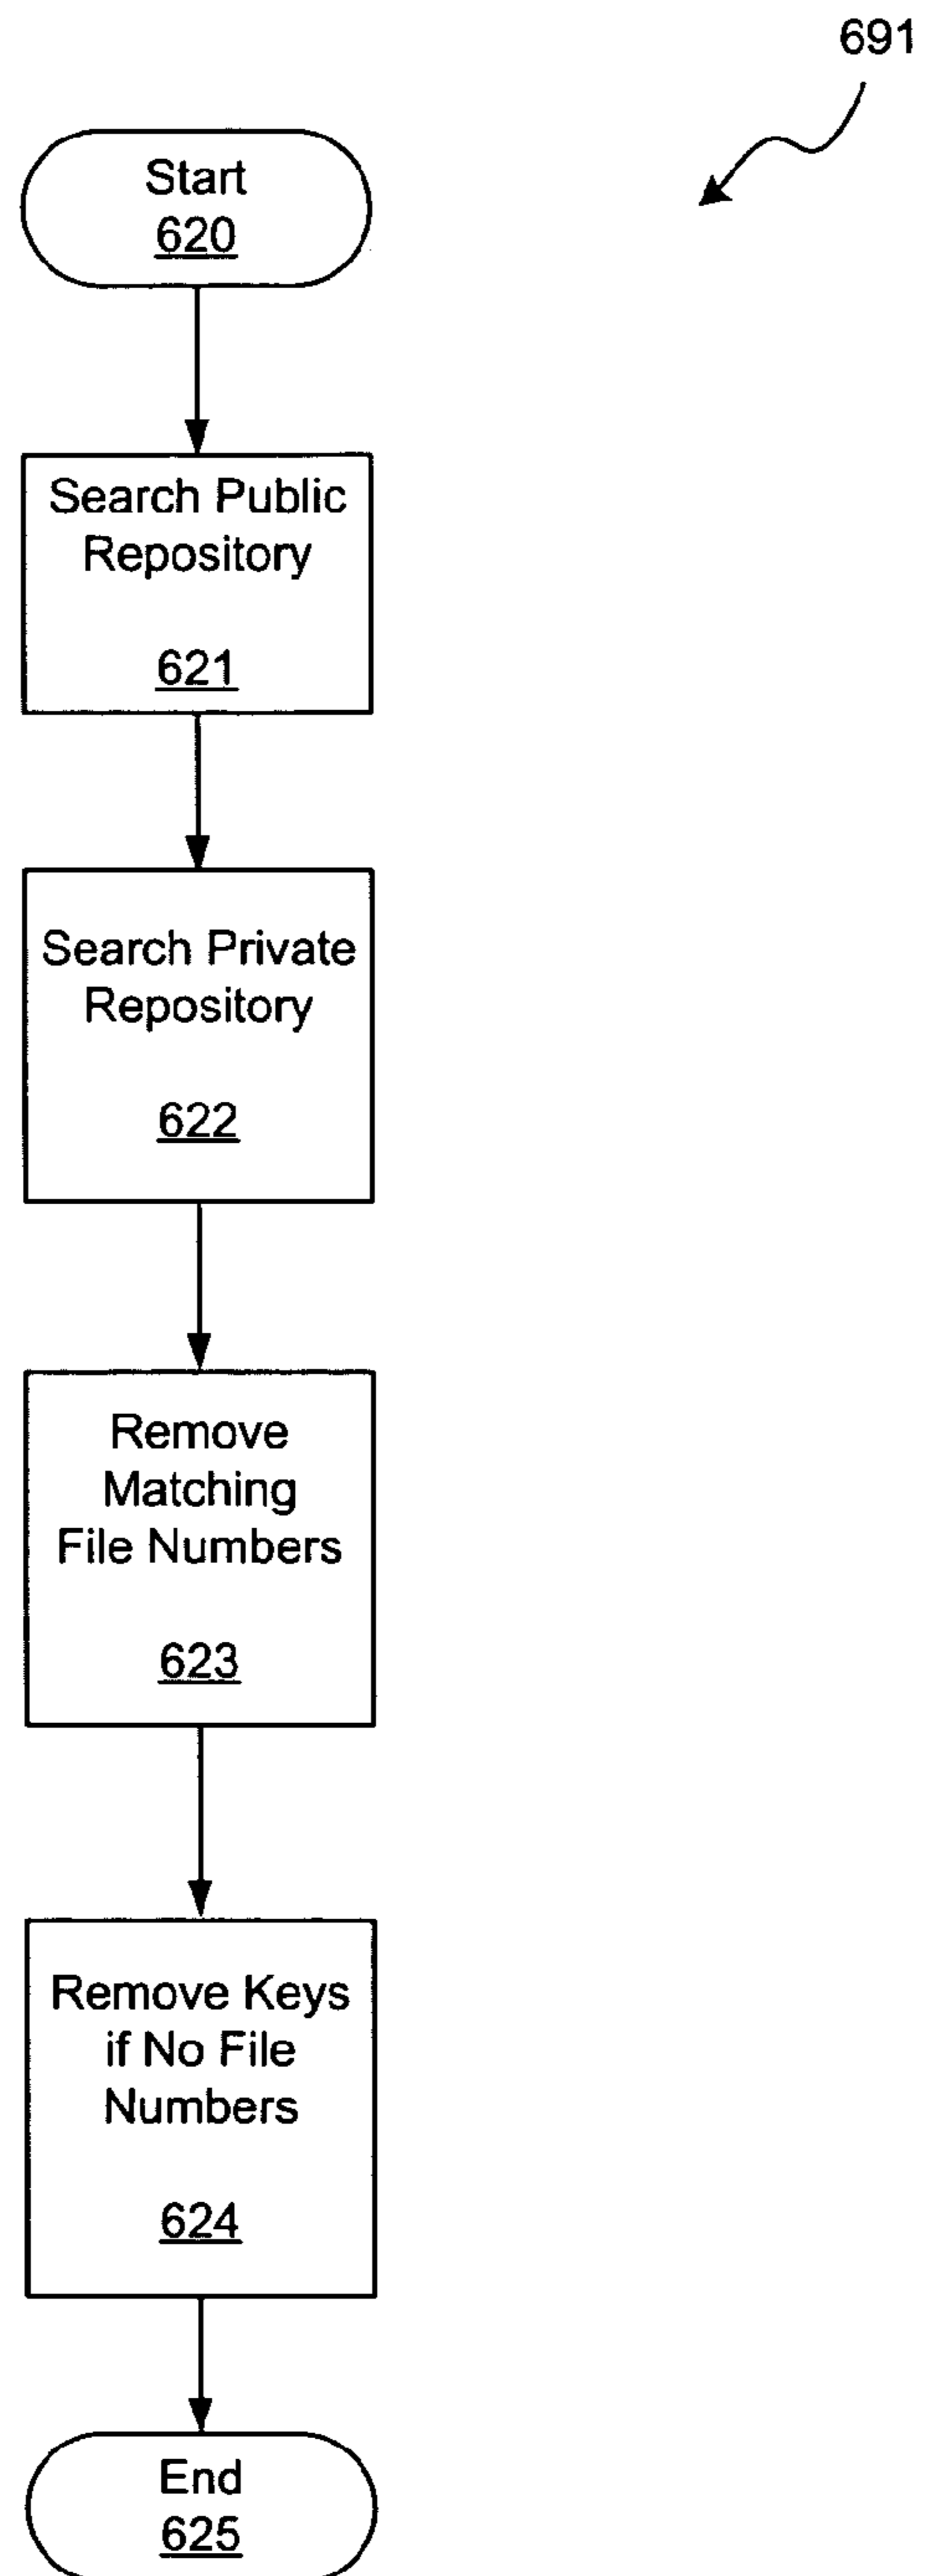 691
Start
620
Search Public
Repository
621
Search Private
Repository
622
Remove
Matching
File Numbers
623
Remove Keys
if No File
Numbers
624
End
625